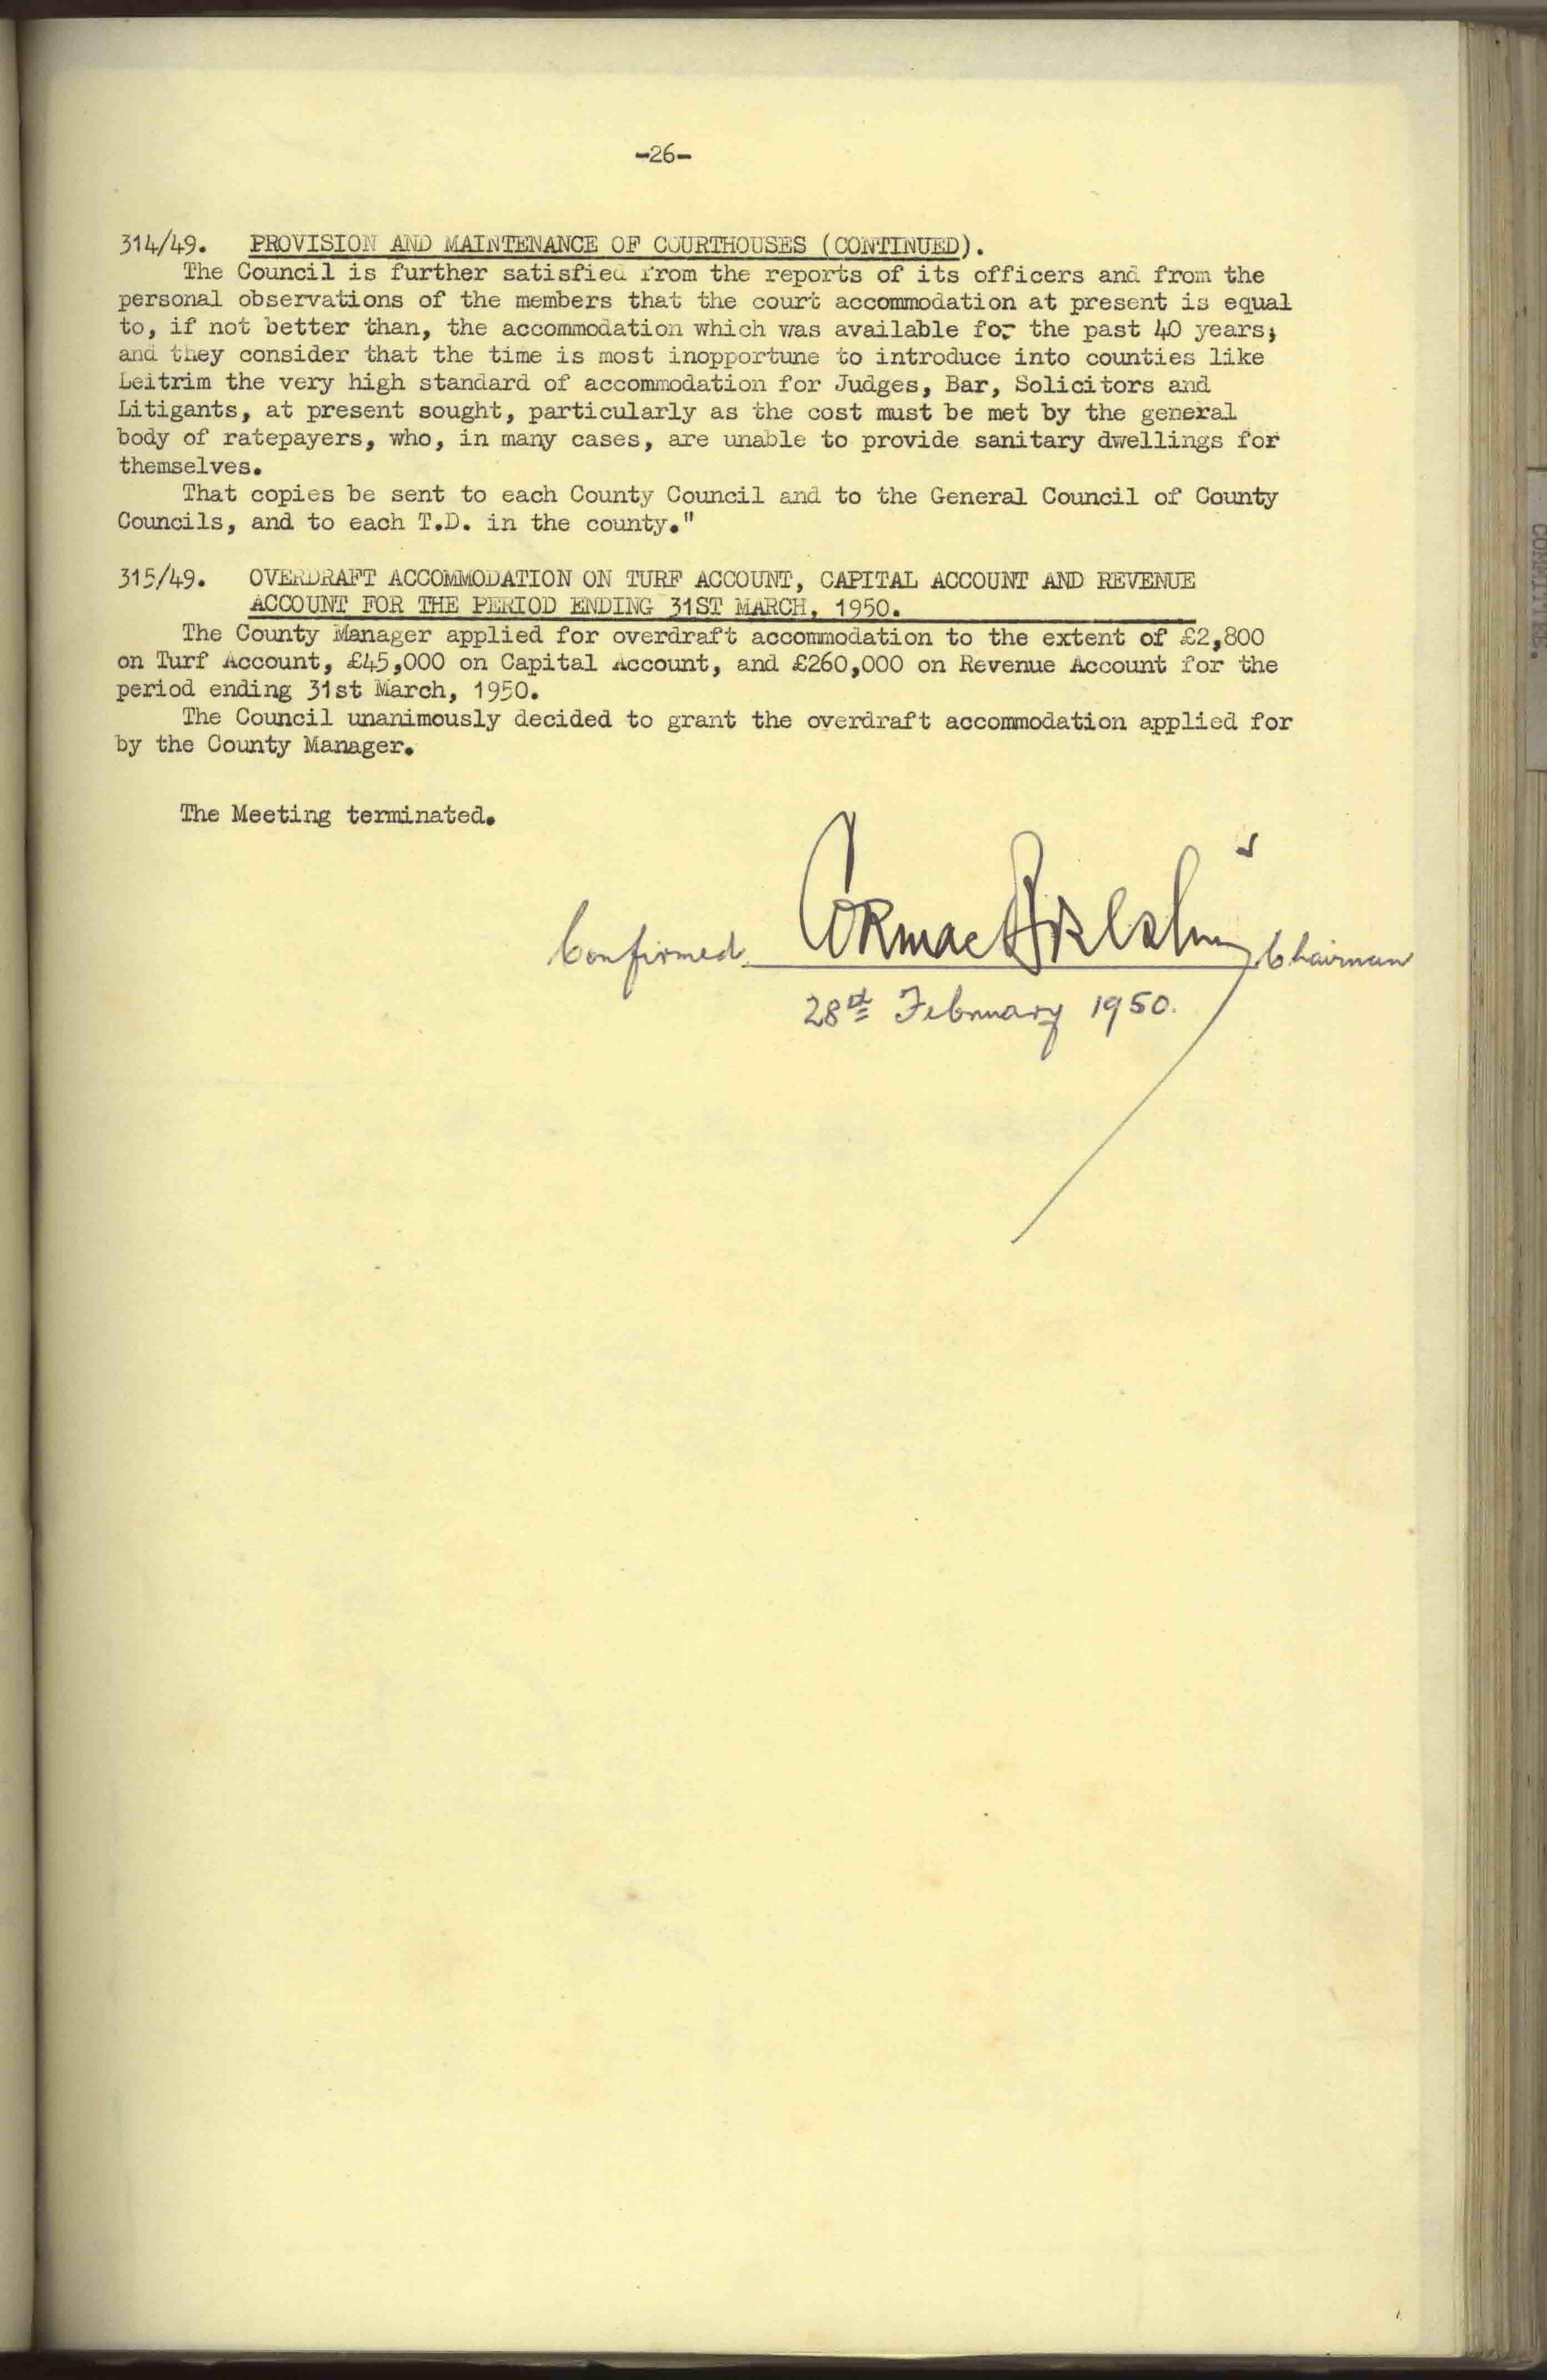 -26-
314/49. PROVISION AND MAINTENANCE OF COURTHOUSES (CONTINUED).
The Council is further satisfied from the reports of its officers and from the
personal observations of the members that the court accommodation at present is equal
to, if not better than, the accommodation which was available for the past 40 years;
and they consider that the time is most inopportune to introduce into counties like
Leitrim the very high standard of accommodation for Judges, Bar, Solicitors and
Litigants, at present sought, particularly as the cost must be met by the general
body of ratepayers, who, in many cases, are unable to provide sanitary dwellings for
themselves.
That copies be sent to each County Council and to the General Council of County
Councils, and to each T.D. in the county."
315/49. OVERDRAFT ACCOMMODATION ON TURF ACCOUNT, CAPITAL ACCOUNT AND REVENUE
ACCOUNT FOR THE PERIOD ENDING 31ST MARCH, 1950.
The County Manager applied for overdraft accommodation to the extent of £2,800
on Turf Account, £45,000 on Capital Account, and £260,000 on Revenue Account for the
period ending 31st March, 1950.
The Council unanimously decided to grant the overdraft accommodation applied for
by the County Manager.
The Meeting terminated.
Confirmed Cormac Chairman
28th February 1950.
COMMITTEE.